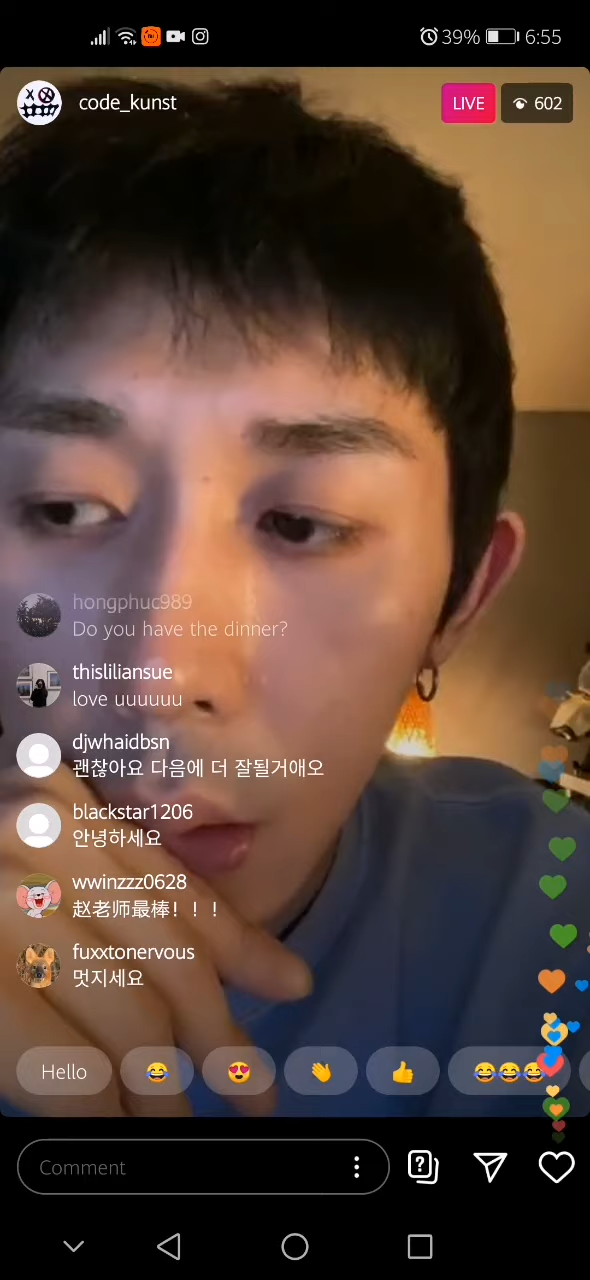 39% 6:55
code_kunst
LIVE 602
hongphuc989
Do you have the dinner?
thisliliansue
love uuuuuu
djwhaidbsn
괜찮아요 다음에 더 잘될거애오
blackstar1206
안녕하세요
wwinzzz0628
赵老师最棒！！！
fuxxtonervous
멋지세요
Hello
Comment